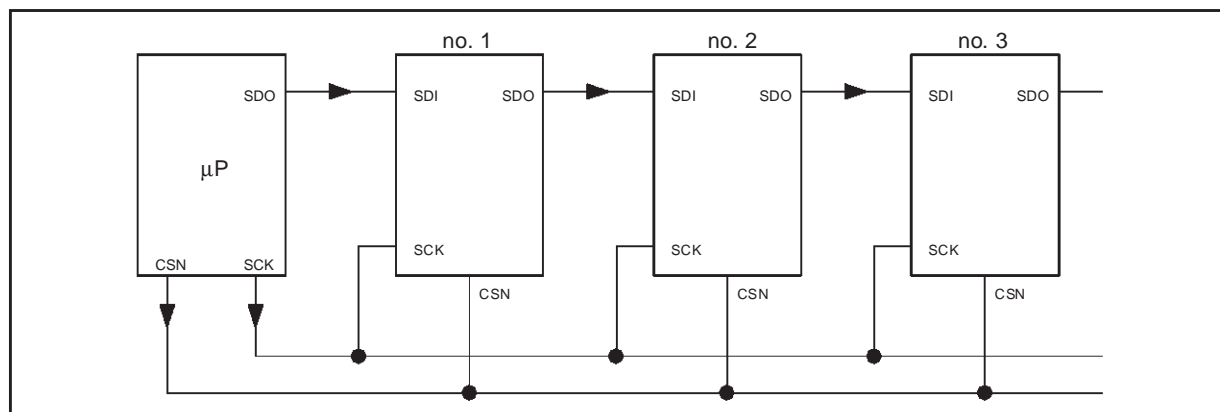 no. 1
no. 2
no. 3
SDO
SDI
SDO
SDI
SDO
SDI
SDO
μP
SCK
SCK
SCK
CSN
SCK
CSN
CSN
CSN